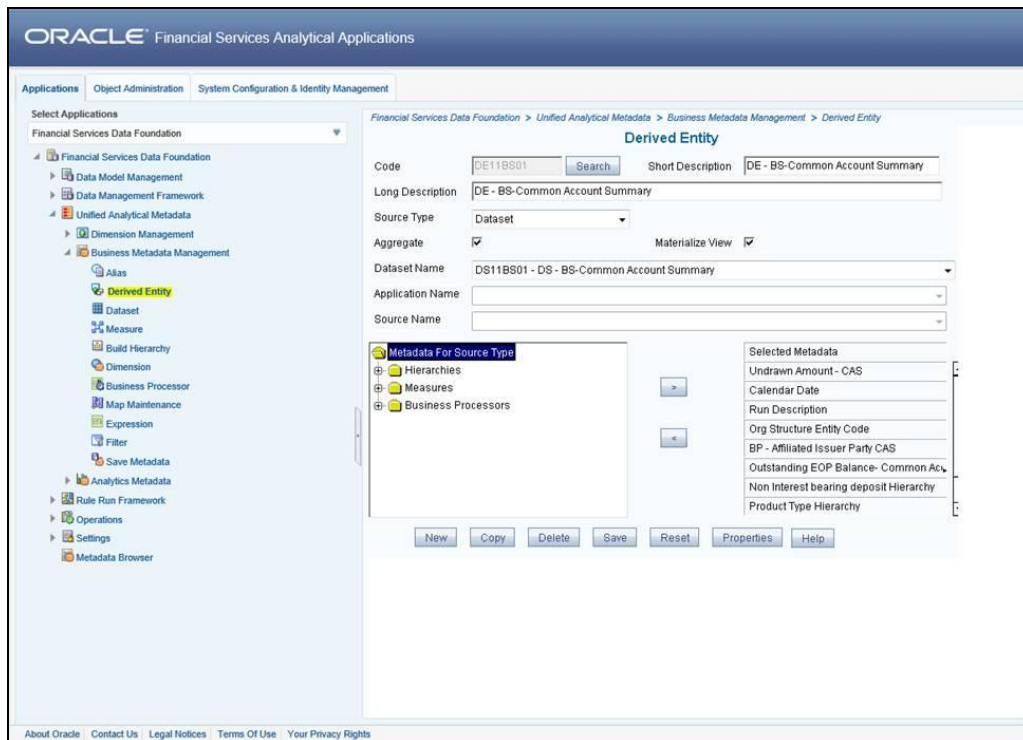 ORACLE Financial Services Analytical Applications
Applications Object Administration System Configuration & Identity Management
Select Applications
Financial Services Data Foundation
Financial Services Data Foundation
Data Model Management
Data Management Framework
Unified Analytical Metadata
Dimension Management
Business Metadata Management
Alias
Derived Entity
Dataset
Measure
Build Hierarchy
Dimension
Business Processor
Map Maintenance
Expression
Filter
Save Metadata
Analytics Metadata
Rule Run Framework
Operations
Settings
Metadata Browser
Financial Services Data Foundation > Unified Analytical Metadata > Business Metadata Management > Derived Entity
Derived Entity
Code DE11BS01 Search Short Description DE - BS-Common Account Summary
Long Description DE - BS-Common Account Summary
Source Type Dataset
Aggregate Materialize View
Dataset Name DS11BS01 - DS - BS-Common Account Summary
Application Name
Source Name
Metadata For Source Type
Hierarchies
Measures
Business Processors
>
<
Selected Metadata
Undrawn Amount - CAS
Calendar Date
Run Description
Org Structure Entity Code
BP - Affiliated Issuer Party CAS
Outstanding EOP Balance- Common Acc
Non Interest bearing deposit Hierarchy
Product Type Hierarchy
New Copy Delete Save Reset Properties Help
About Oracle Contact Us Legal Notices Terms Of Use Your Privacy Rights